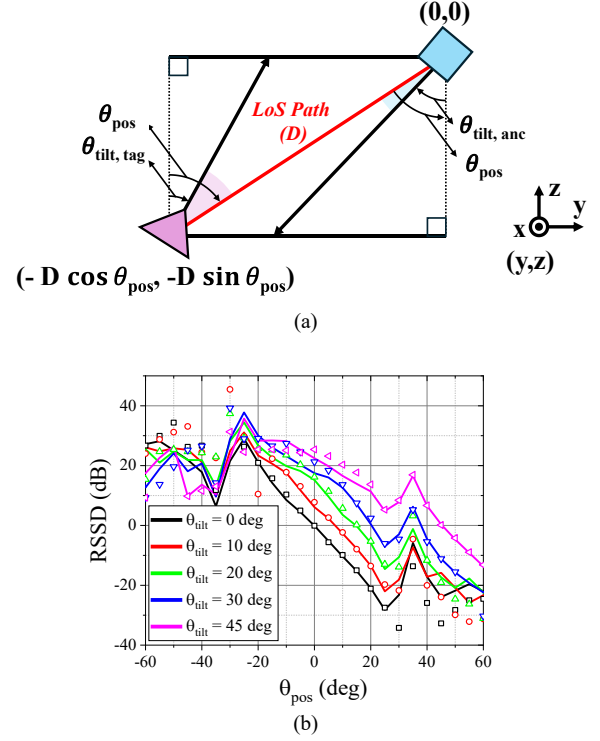 (0,0)
θpos
θtilt, tag
LoS Path
(D)
θtilt, anc
θpos
z
y
x
(y,z)
(- D cos θpos, -D sin θpos)
(a)
40
20
0
-20
-40
RSSD (dB)
θtilt = 0 deg
θtilt = 10 deg
θtilt = 20 deg
θtilt = 30 deg
θtilt = 45 deg
-60 -40 -20 0 20 40 60
θpos (deg)
(b)